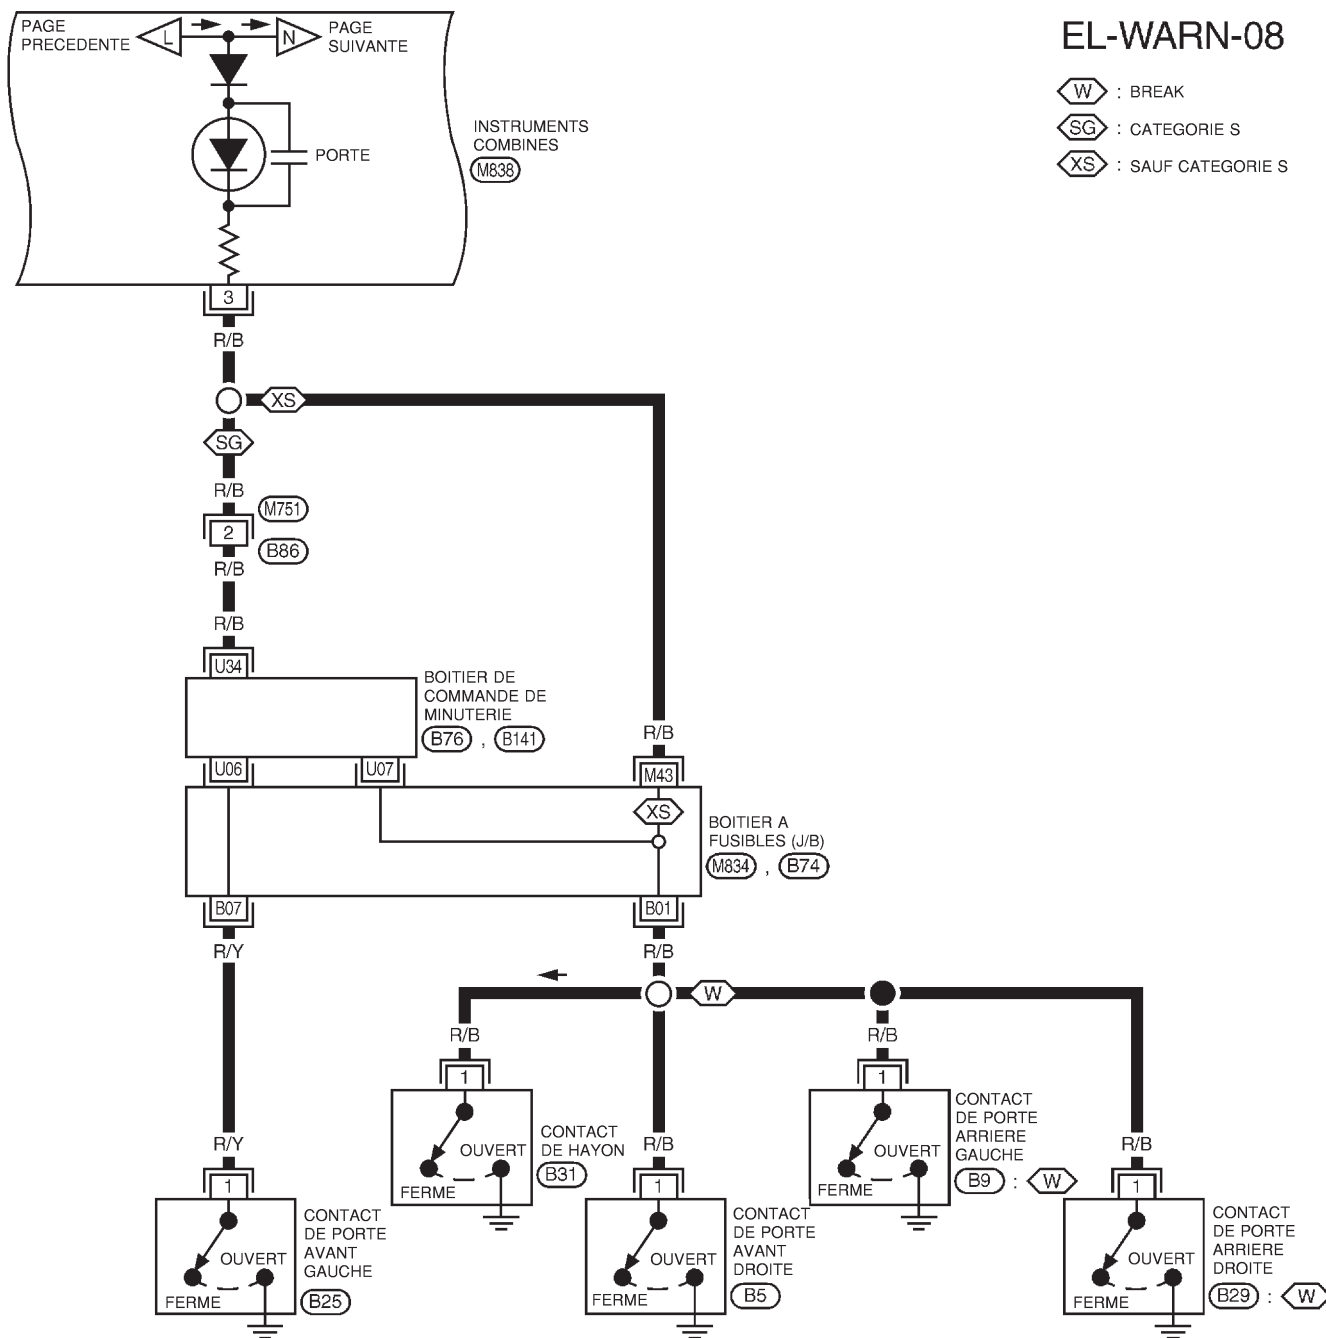 PAGE
PRECEDENTE
L
N
PAGE
SUIVANTE
EL-WARN-08
W : BREAK
SG : CATEGORIE S
XS : SAUF CATEGORIE S
INSTRUMENTS
COMBINES
M838
PORTE
3
R/B
XS
SG
R/B
M751
2
B86
R/B
R/B
U34
BOITIER DE
COMMANDE DE
MINUTERIE
B76 , B141
R/B
U06
U07
M43
XS
BOITIER A
FUSIBLES (J/B)
M834 , B74
B07
B01
R/Y
R/B
W
R/B
R/B
1
1
CONTACT
DE HAYON
B31
OUVERT
FERME
CONTACT
DE PORTE
ARRIERE
GAUCHE
B9 : W
OUVERT
FERME
R/Y
R/B
R/B
1
1
1
CONTACT
DE PORTE
AVANT
GAUCHE
B25
OUVERT
FERME
CONTACT
DE PORTE
AVANT
DROITE
B5
OUVERT
FERME
CONTACT
DE PORTE
ARRIERE
DROITE
B29 : W
OUVERT
FERME